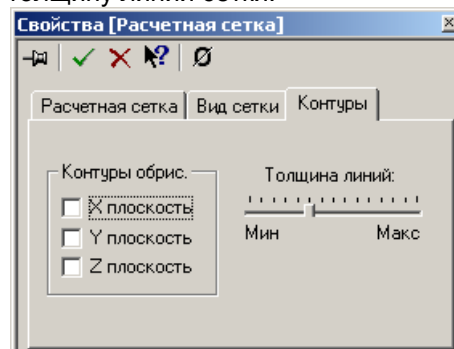 толщину линий сетки.
Свойства [Расчетная сетка]
Расчетная сетка Вид сетки Контуры
Контуры обрис. Толщина линий:
X плоскость
Y плоскость Мин Макс
Z плоскость